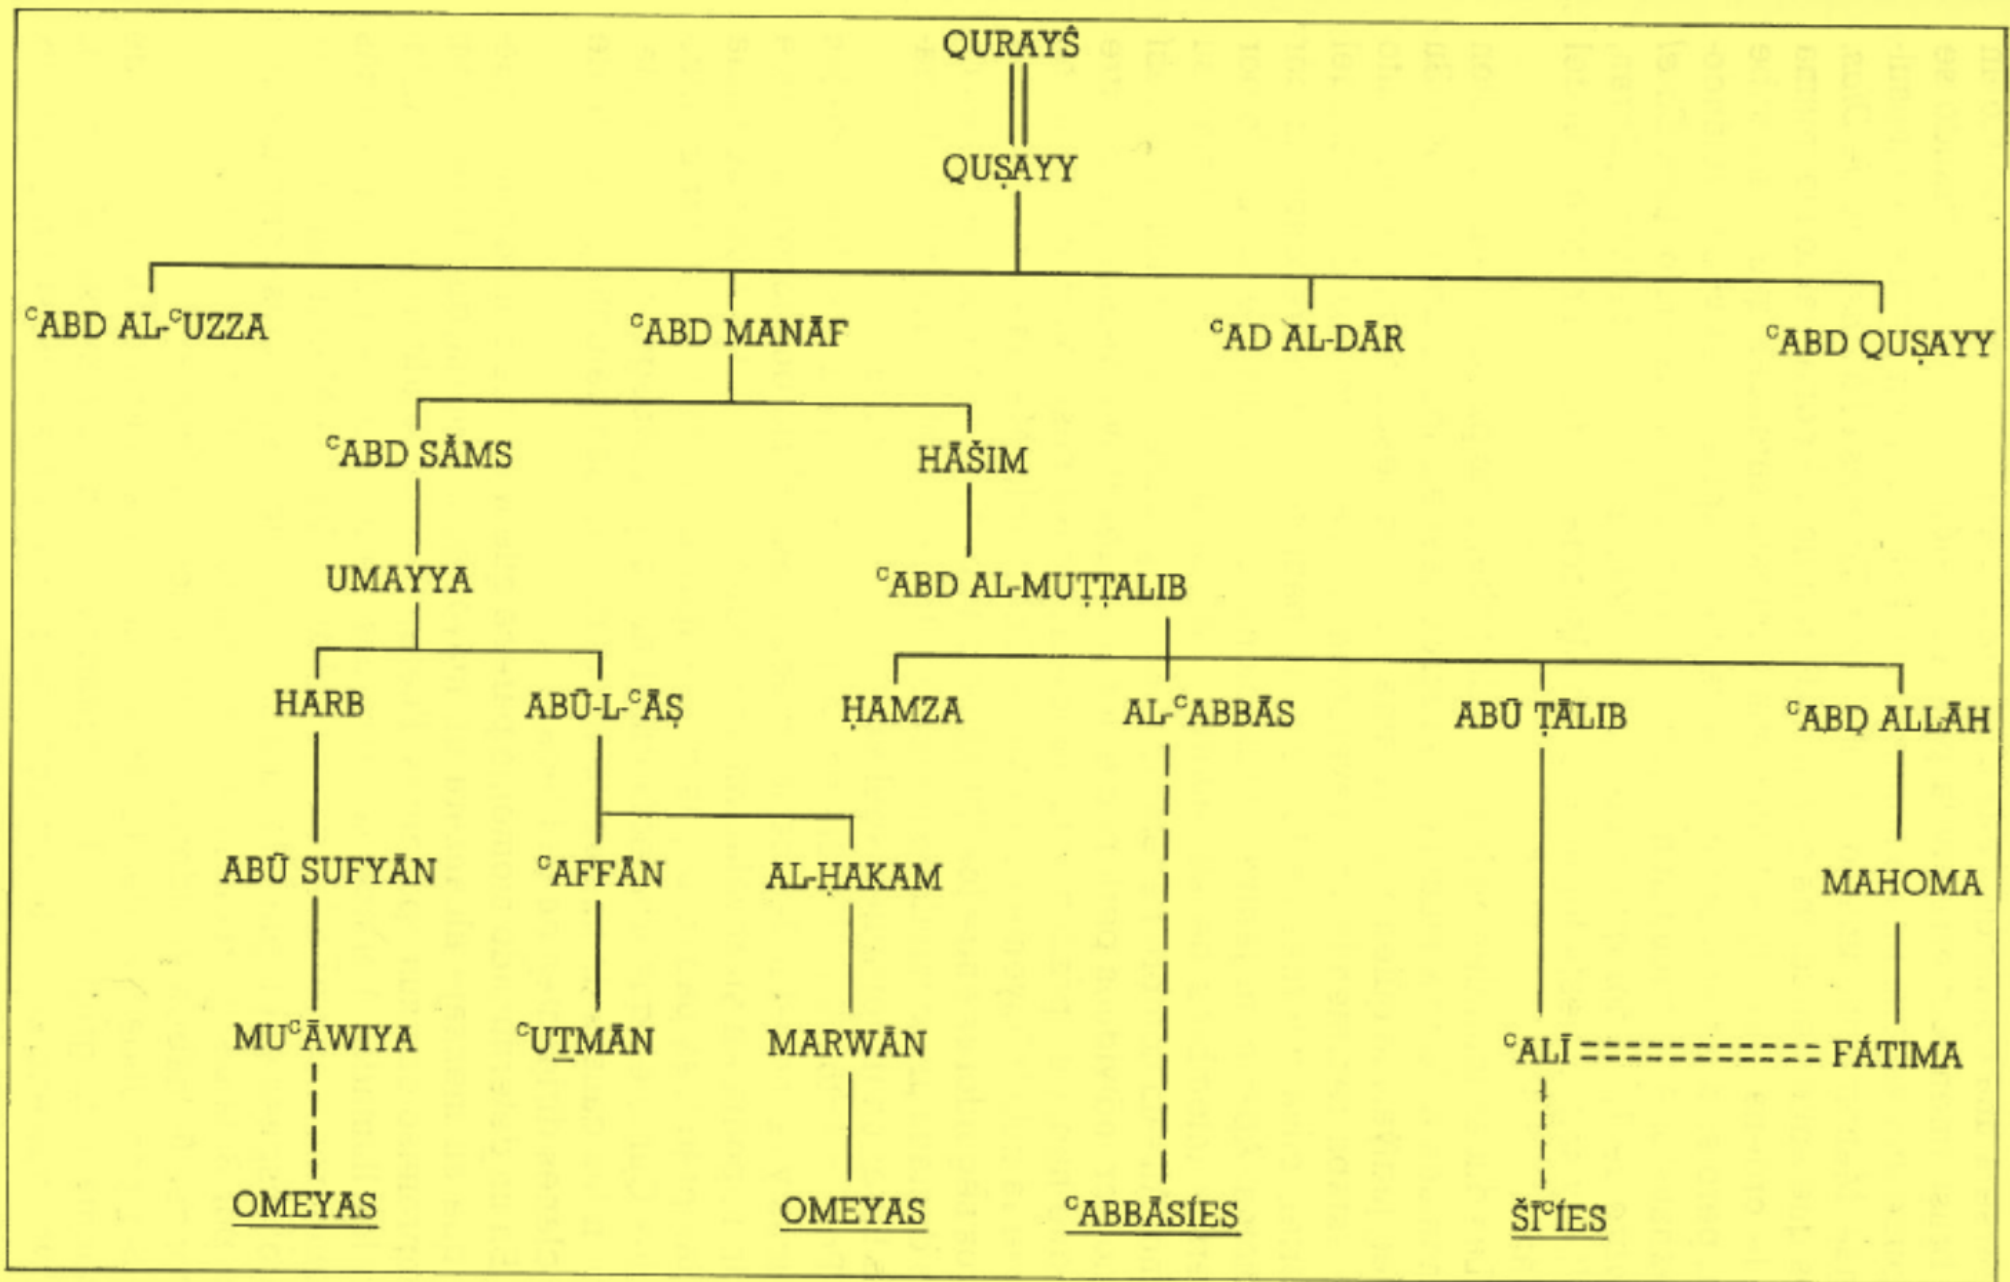 QURAYŠ
QUṢAYY
ᶜABD AL-ᶜUZZA ᶜABD MANĀF ᶜAD AL-DĀR ᶜABD QUṢAYY
ᶜABD SǍMS HĀŠIM
UMAYYA ᶜABD AL-MUṬṬALIB
HARB ABŪ-L-ᶜĀṢ ḤAMZA AL-ᶜABBĀS ABŪ ṬĀLIB ᶜABḌ ALLĀH
ABŪ SUFYĀN ᶜAFFĀN AL-ḤAKAM MAHOMA
MUᶜĀWIYA ᶜUṮMĀN MARWĀN ᶜALĪ FÁTIMA
OMEYAS OMEYAS ᶜABBĀSÍES ŠĪᶜÍES